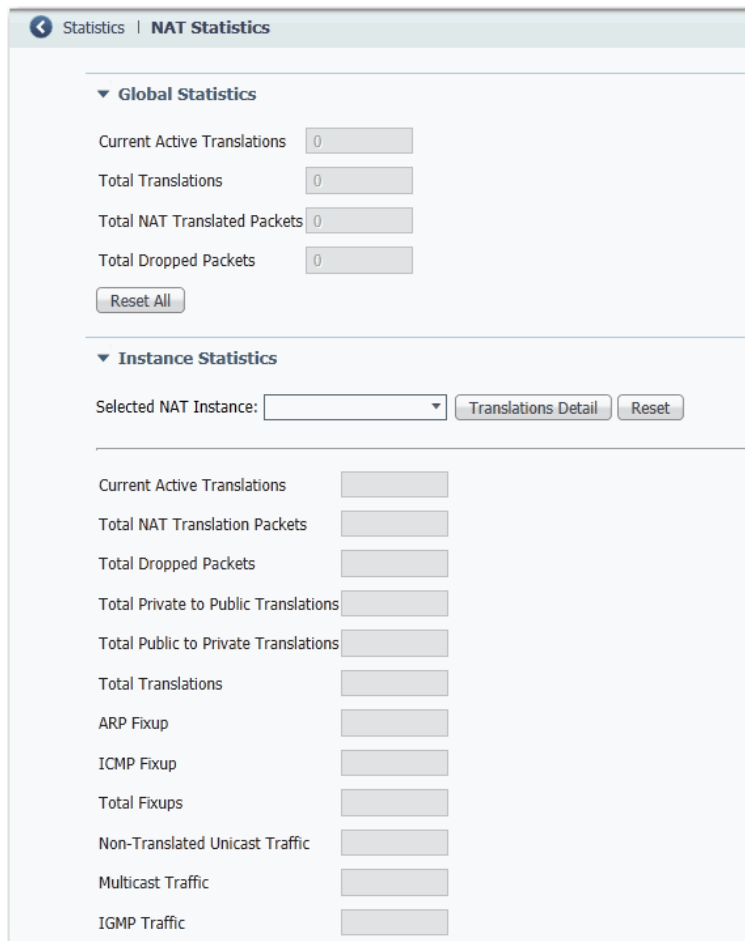 Statistics | NAT Statistics
Global Statistics
Current Active Translations 0
Total Translations 0
Total NAT Translated Packets 0
Total Dropped Packets 0
Reset All
Instance Statistics
Selected NAT Instance: Translations Detail Reset
Current Active Translations
Total NAT Translation Packets
Total Dropped Packets
Total Private to Public Translations
Total Public to Private Translations
Total Translations
ARP Fixup
ICMP Fixup
Total Fixups
Non-Translated Unicast Traffic
Multicast Traffic
IGMP Traffic